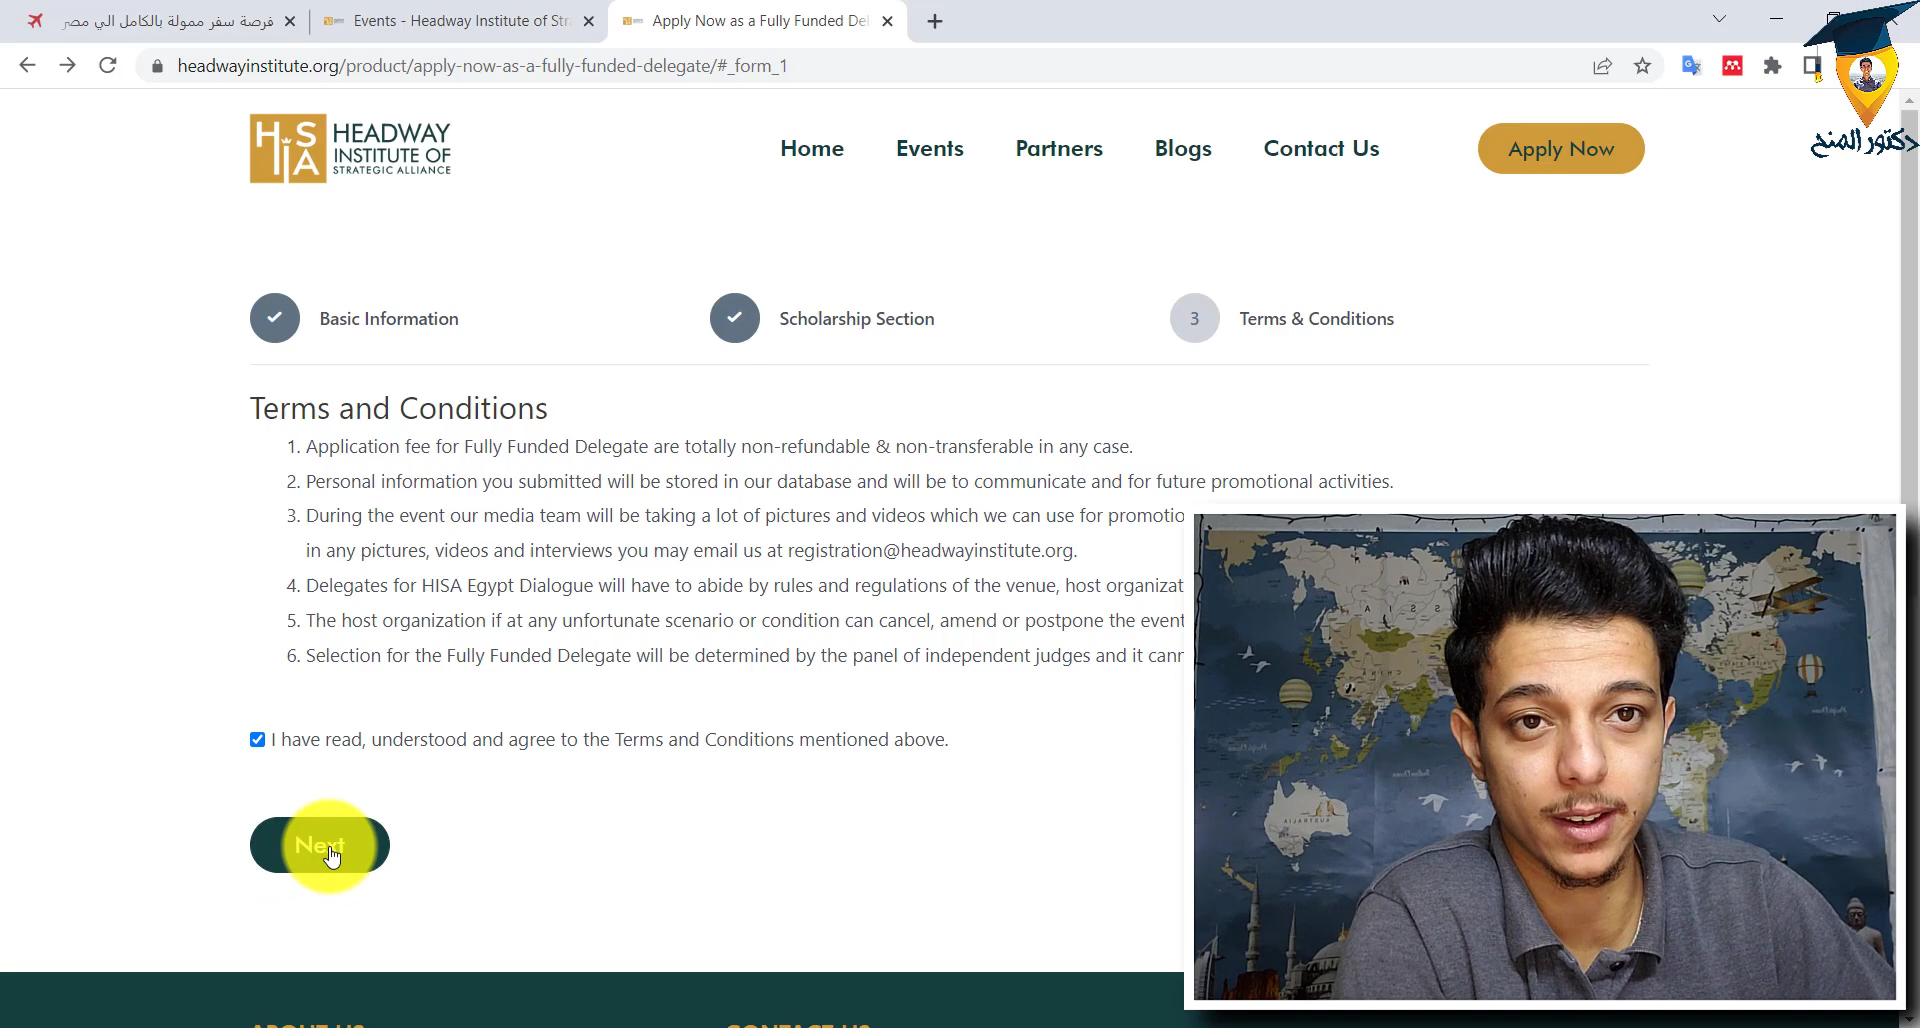 فرصة سفر ممولة بالكامل الي مصر
Events - Headway Institute of Str
Apply Now as a Fully Funded Del
headwayinstitute.org/product/apply-now-as-a-fully-funded-delegate/#_form_1
دكتور المنح
HISA
HEADWAY
INSTITUTE OF
STRATEGIC ALLIANCE
Home
Events
Partners
Blogs
Contact Us
Apply Now
Basic Information
Scholarship Section
3
Terms & Conditions
Terms and Conditions
1. Application fee for Fully Funded Delegate are totally non-refundable & non-transferable in any case.
2. Personal information you submitted will be stored in our database and will be to communicate and for future promotional activities.
3. During the event our media team will be taking a lot of pictures and videos which we can use for promotio
in any pictures, videos and interviews you may email us at registration@headwayinstitute.org.
4. Delegates for HISA Egypt Dialogue will have to abide by rules and regulations of the venue, host organizat
5. The host organization if at any unfortunate scenario or condition can cancel, amend or postpone the event
6. Selection for the Fully Funded Delegate will be determined by the panel of independent judges and it cann
I have read, understood and agree to the Terms and Conditions mentioned above.
Next
ABOUT US
CONTACT US